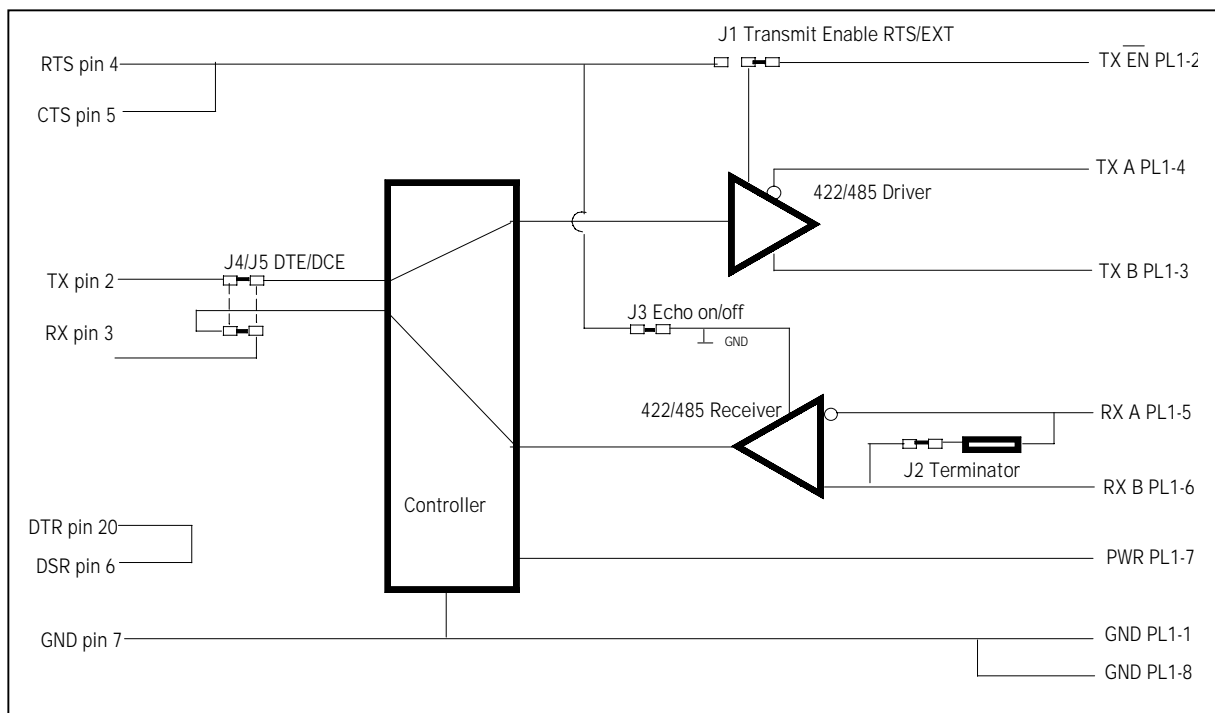 J1 Transmit Enable RTS/EXT
RTS pin 4
TX EN PL1-2
CTS pin 5
TX A PL1-4
422/485 Driver
J4/J5 DTE/DCE
TX pin 2
TX B PL1-3
J3 Echo on/off
RX pin 3
GND
422/485 Receiver
RX A PL1-5
J2 Terminator
RX B PL1-6
Controller
DTR pin 20
DSR pin 6
PWR PL1-7
GND pin 7
GND PL1-1
GND PL1-8